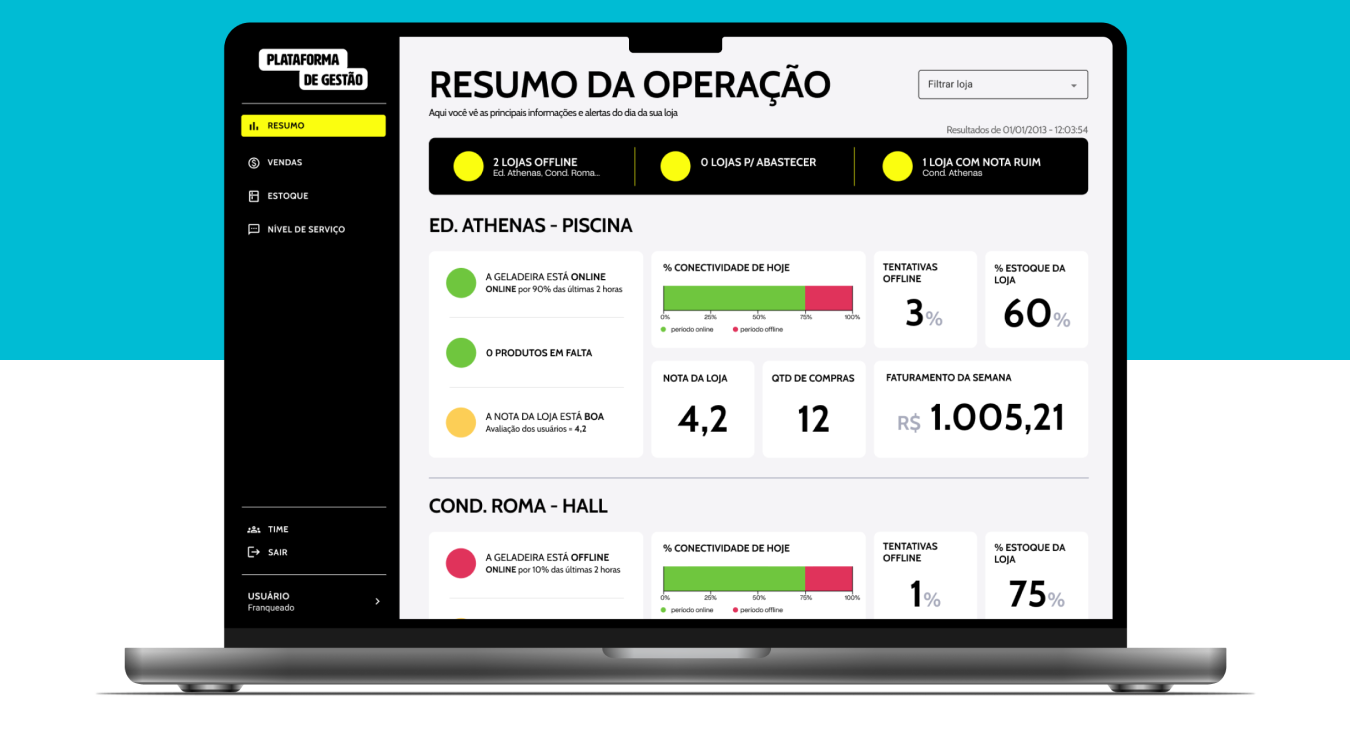 PLATAFORMA
DE GESTÃO
RESUMO
VENDAS
ESTOQUE
NÍVEL DE SERVIÇO
TIME
SAIR
USUÁRIO
Franqueado
RESUMO DA OPERAÇÃO
Aqui você vê as principais informações e alertas do dia da sua loja
Filtrar loja
Resultados de 01/01/2013 - 12:03:54
2 LOJAS OFFLINE
Ed. Athenas, Cond. Roma...
0 LOJAS P/ ABASTECER
1 LOJA COM NOTA RUIM
Cond. Athenas
ED. ATHENAS - PISCINA
A GELADEIRA ESTÁ ONLINE
ONLINE por 90% das últimas 2 horas
0 PRODUTOS EM FALTA
A NOTA DA LOJA ESTÁ BOA
Avaliação dos usuários = 4,2
% CONECTIVIDADE DE HOJE
0% 25% 50% 75% 100%
período online período offline
TENTATIVAS
OFFLINE
3%
% ESTOQUE DA
LOJA
60%
NOTA DA LOJA
4,2
QTD DE COMPRAS
12
FATURAMENTO DA SEMANA
R$ 1.005,21
COND. ROMA - HALL
A GELADEIRA ESTÁ OFFLINE
ONLINE por 10% das últimas 2 horas
% CONECTIVIDADE DE HOJE
0% 25% 50% 75% 100%
período online período offline
TENTATIVAS
OFFLINE
1%
% ESTOQUE DA
LOJA
75%